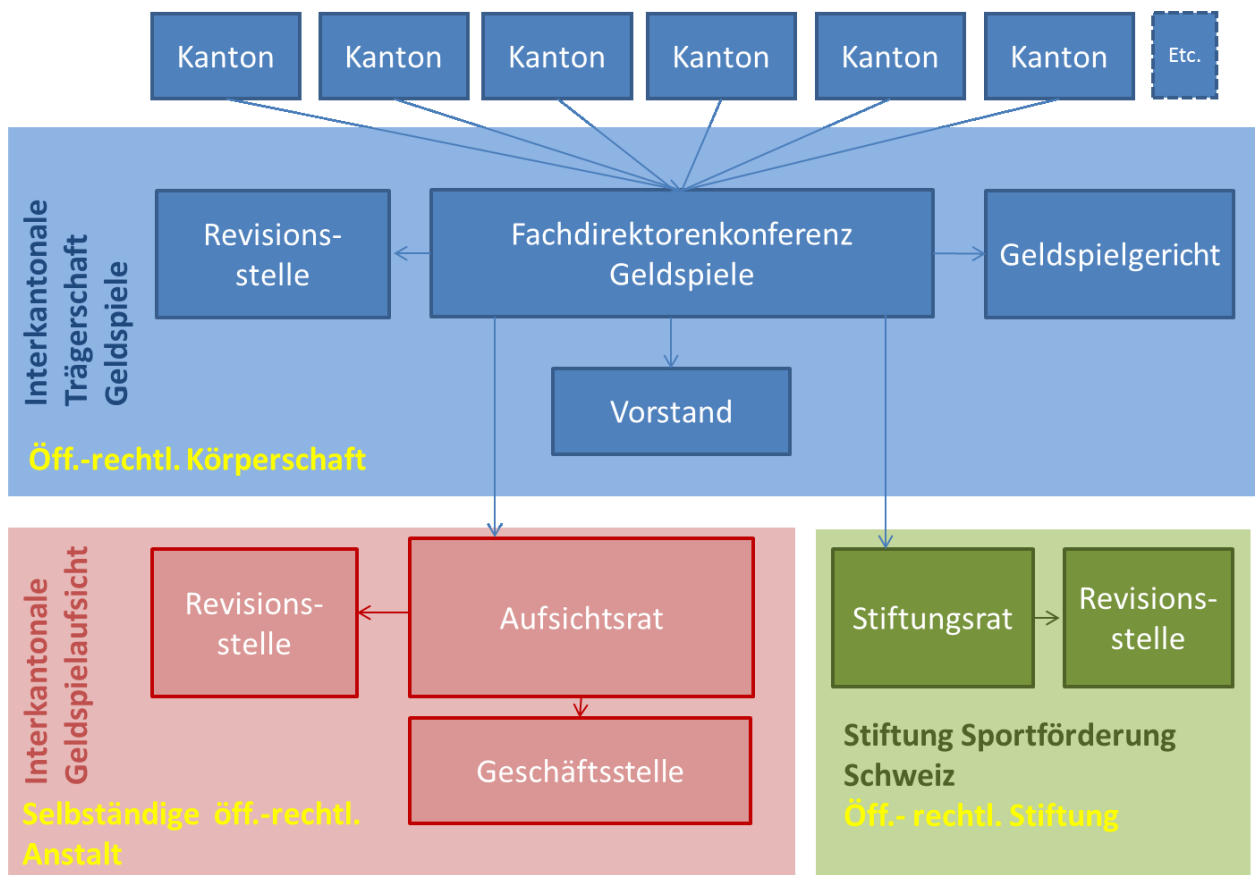 Kanton
Kanton
Kanton
Kanton
Kanton
Kanton
Etc.
Interkantonale
Trägerschaft
Geldspiele
Revisions-
stelle
Fachdirektorenkonferenz
Geldspiele
Geldspielgericht
Vorstand
Öff.-rechtl. Körperschaft
Interkantonale
Geldspielaufsicht
Revisions-
stelle
Aufsichtsrat
Geschäftsstelle
Selbständige öff.-rechtl.
Anstalt
Stiftungsrat
Revisions-
stelle
Stiftung Sportförderung
Schweiz
Öff.- rechtl. Stiftung